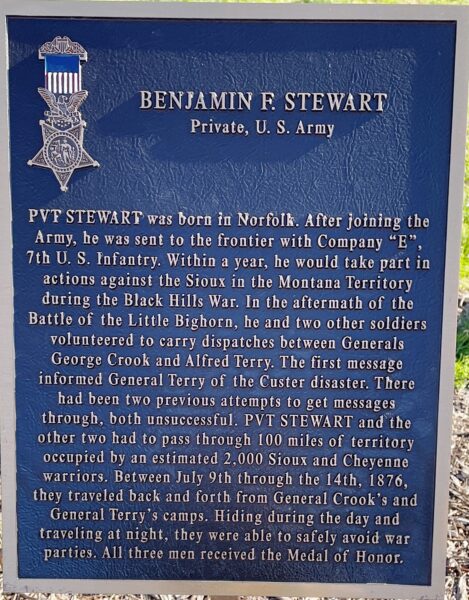 BENJAMIN F. STEWART
Private, U. S. Army
PVT STEWART was born in Norfolk. After joining the
Army, he was sent to the frontier with Company “E”,
7th U. S. Infantry. Within a year, he would take part in
actions against the Sioux in the Montana Territory
during the Black Hills War. In the aftermath of the
Battle of the Little Bighorn, he and two other soldiers
volunteered to carry dispatches between Generals
George Crook and Alfred Terry. The first message
informed General Terry of the Custer disaster. There
had been two previous attempts to get messages
through, both unsuccessful. PVT STEWART and the
other two had to pass through 100 miles of territory
occupied by an estimated 2,000 Sioux and Cheyenne
warriors. Between July 9th through the 14th, 1876,
they traveled back and forth from General Crook's and
General Terry's camps. Hiding during the day and
traveling at night, they were able to safely avoid war
parties. All three men received the Medal of Honor.